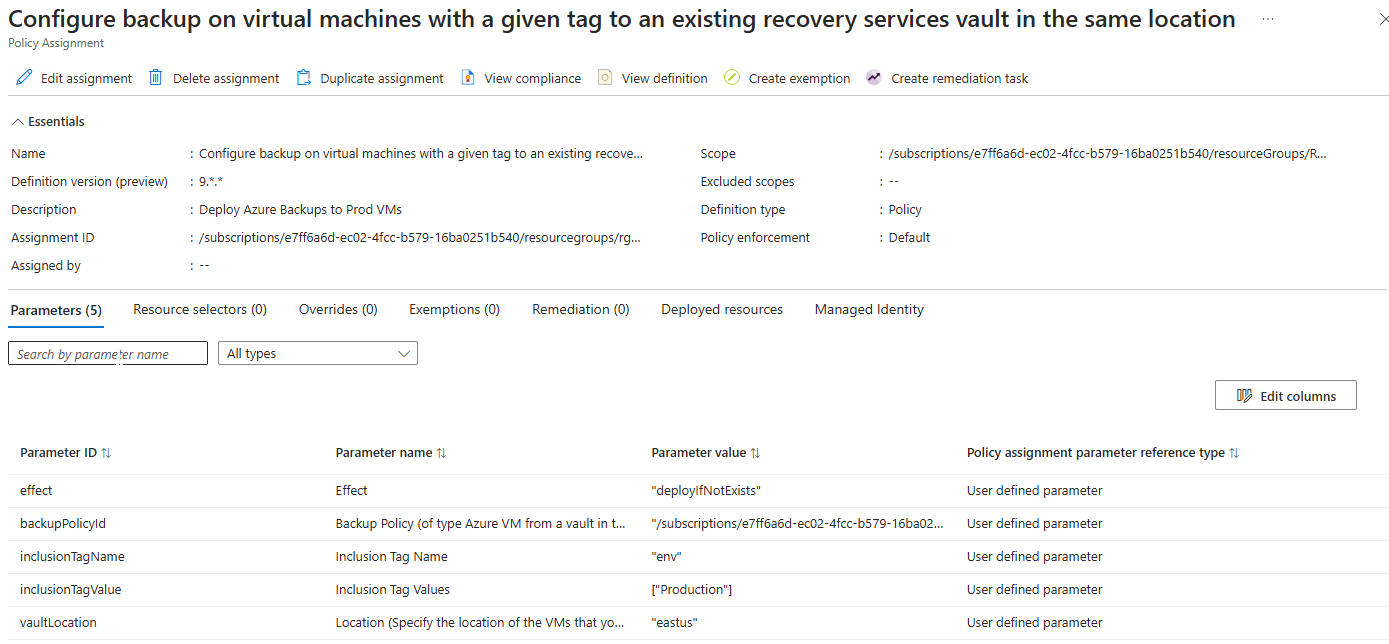 Configure backup on virtual machines with a given tag to an existing recovery services vault in the same location ...
Policy Assignment
Edit assignment Delete assignment Duplicate assignment View compliance View definition Create exemption Create remediation task
Essentials
Name : Configure backup on virtual machines with a given tag to an existing recove... Scope : /subscriptions/e7ff6a6d-ec02-4fcc-b579-16ba0251b540/resourceGroups/R...
Definition version (preview) : 9.*.* Excluded scopes : --
Description : Deploy Azure Backups to Prod VMs Definition type : Policy
Assignment ID : /subscriptions/e7ff6a6d-ec02-4fcc-b579-16ba0251b540/resourcegroups/rg... Policy enforcement : Default
Assigned by : --
Parameters (5) Resource selectors (0) Overrides (0) Exemptions (0) Remediation (0) Deployed resources Managed Identity
Search by parameter name All types
Edit columns
Parameter ID Parameter name Parameter value Policy assignment parameter reference type
effect Effect "deployIfNotExists" User defined parameter
backupPolicyId Backup Policy (of type Azure VM from a vault in t... "/subscriptions/e7ff6a6d-ec02-4fcc-b579-16ba02... User defined parameter
inclusionTagName Inclusion Tag Name "env" User defined parameter
inclusionTagValue Inclusion Tag Values ["Production"] User defined parameter
vaultLocation Location (Specify the location of the VMs that yo... "eastus" User defined parameter